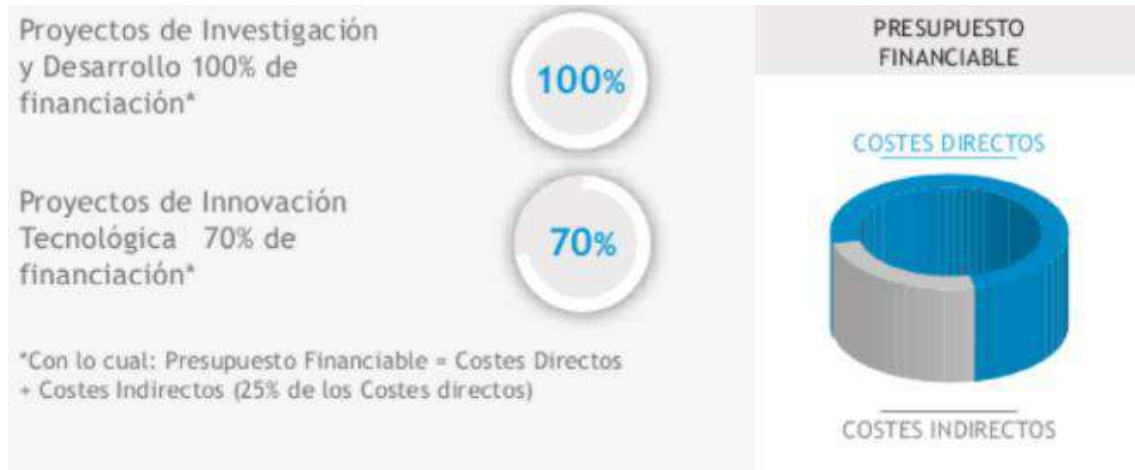 Proyectos de Investigación
y Desarrollo 100% de
financiación*
100%
Proyectos de Innovación
Tecnológica 70% de
financiación*
70%
*Con lo cual: Presupuesto Financiable = Costes Directos
+ Costes Indirectos (25% de los Costes directos)
PRESUPUESTO
FINANCIABLE
COSTES DIRECTOS
COSTES INDIRECTOS